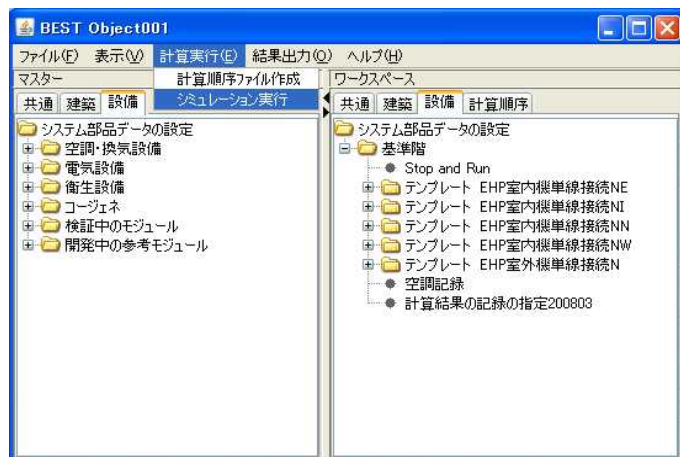 BEST Object001
ファイル(F) 表示(V) 計算実行(E) 結果出力(O) ヘルプ(H)
計算順序ファイル作成
シミュレーション実行
マスター
共通 建築 設備
システム部品データの設定
空調・換気設備
電気設備
衛生設備
コージェネ
検証中のモジュール
開発中の参考モジュール
ワークスペース
共通 建築 設備 計算順序
システム部品データの設定
基準階
Stop and Run
テンプレート EHP室内機単線接続NE
テンプレート EHP室内機単線接続NI
テンプレート EHP室内機単線接続NN
テンプレート EHP室内機単線接続NW
テンプレート EHP室外機単線接続N
空調記録
計算結果の記録の指定200803